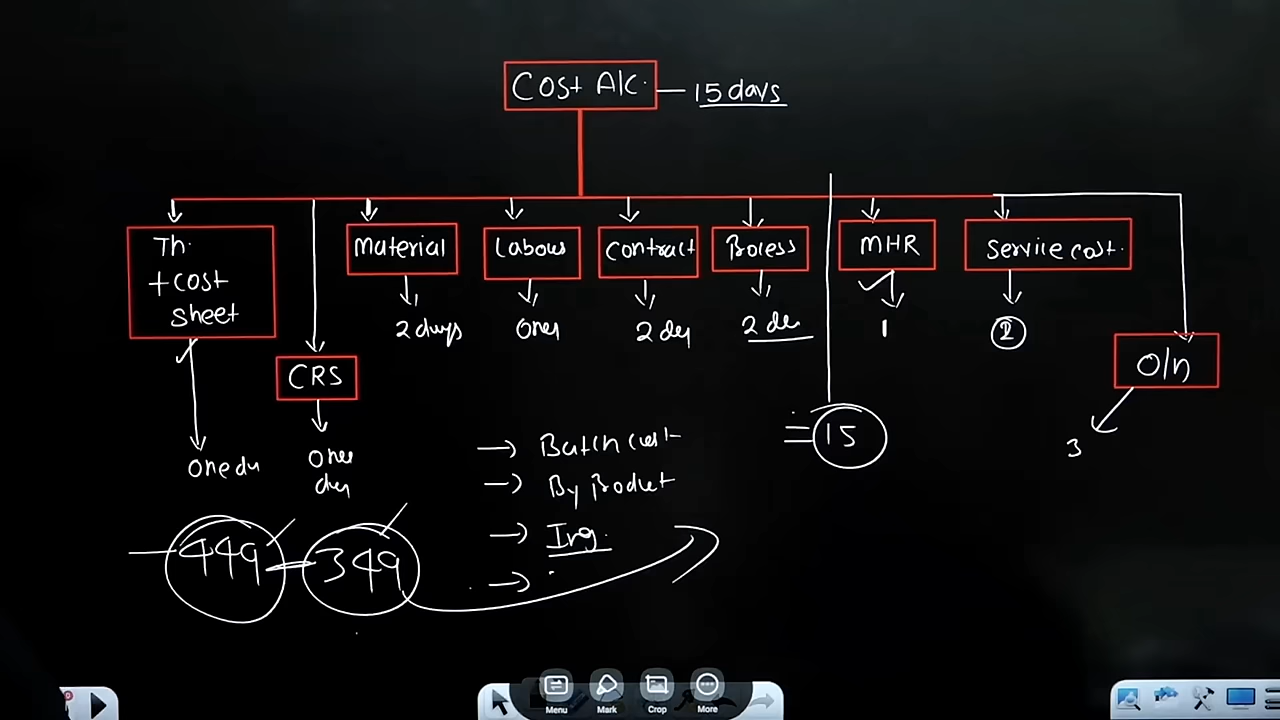 Cost A/c.
15 days
Th.
+ Cost
sheet
CRS
Material
Labour
Contract
Process
MHR
Service cost.
O/h
2 days
One
2 day
2 de
1
2
3
One du
One
day
15
→ Batch cost
→ By Product
→ Irg.
→
449 = 349
Menu
Mark
Crop
More